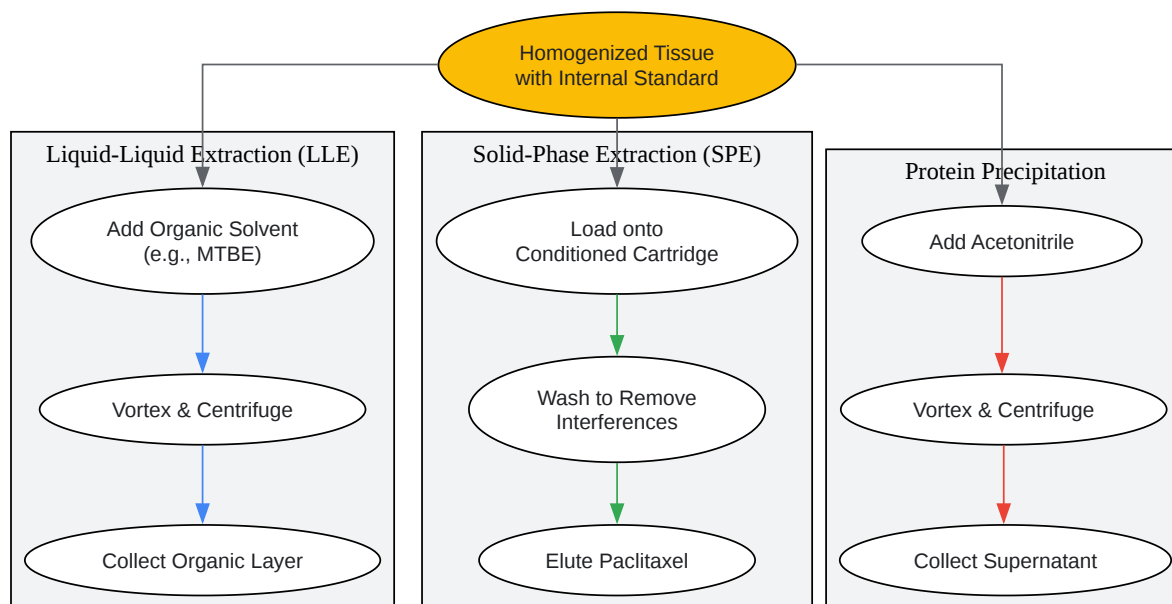 Homogenized Tissue
with Internal Standard
Liquid-Liquid Extraction (LLE)
Add Organic Solvent
(e.g., MTBE)
Vortex & Centrifuge
Collect Organic Layer
Solid-Phase Extraction (SPE)
Load onto
Conditioned Cartridge
Wash to Remove
Interferences
Elute Paclitaxel
Protein Precipitation
Add Acetonitrile
Vortex & Centrifuge
Collect Supernatant